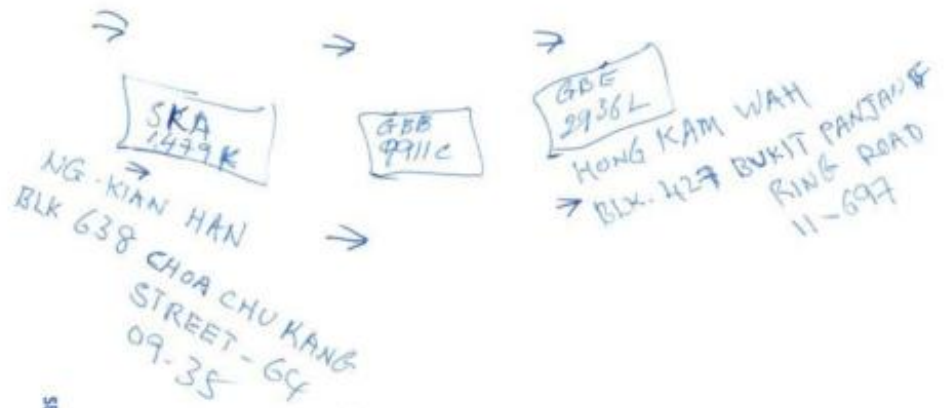 SKA
1479K
NG. KIAN HAN
BLK 638 CHOA CHU KANG
STREET - 64
09-35
GBB
9911C
GBE
2936L
HONG KAM WAH
BLK. 427 BUKIT PANJANG
RING ROAD
11-697